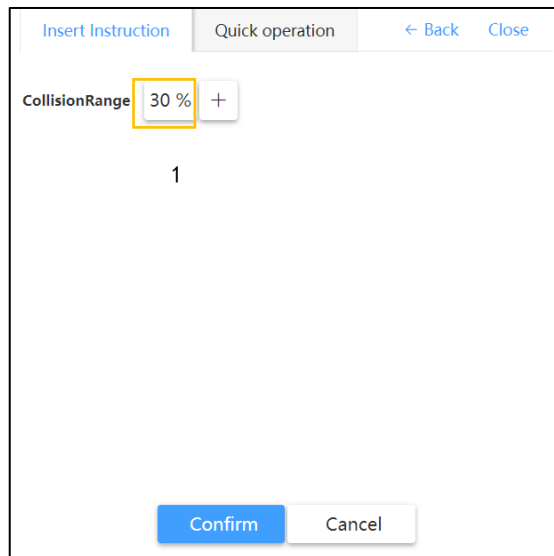 Insert Instruction Quick operation ← Back Close
CollisionRange 30 % +
1
Confirm Cancel